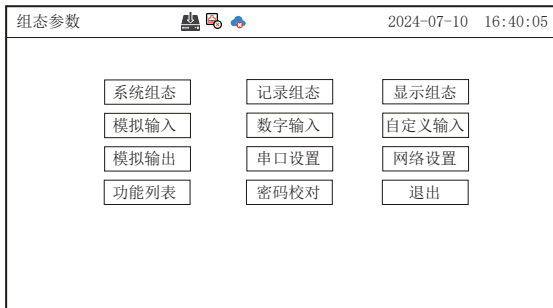 组态参数 2024-07-10 16:40:05
系统组态 记录组态 显示组态
模拟输入 数字输入 自定义输入
模拟输出 串口设置 网络设置
功能列表 密码校对 退出